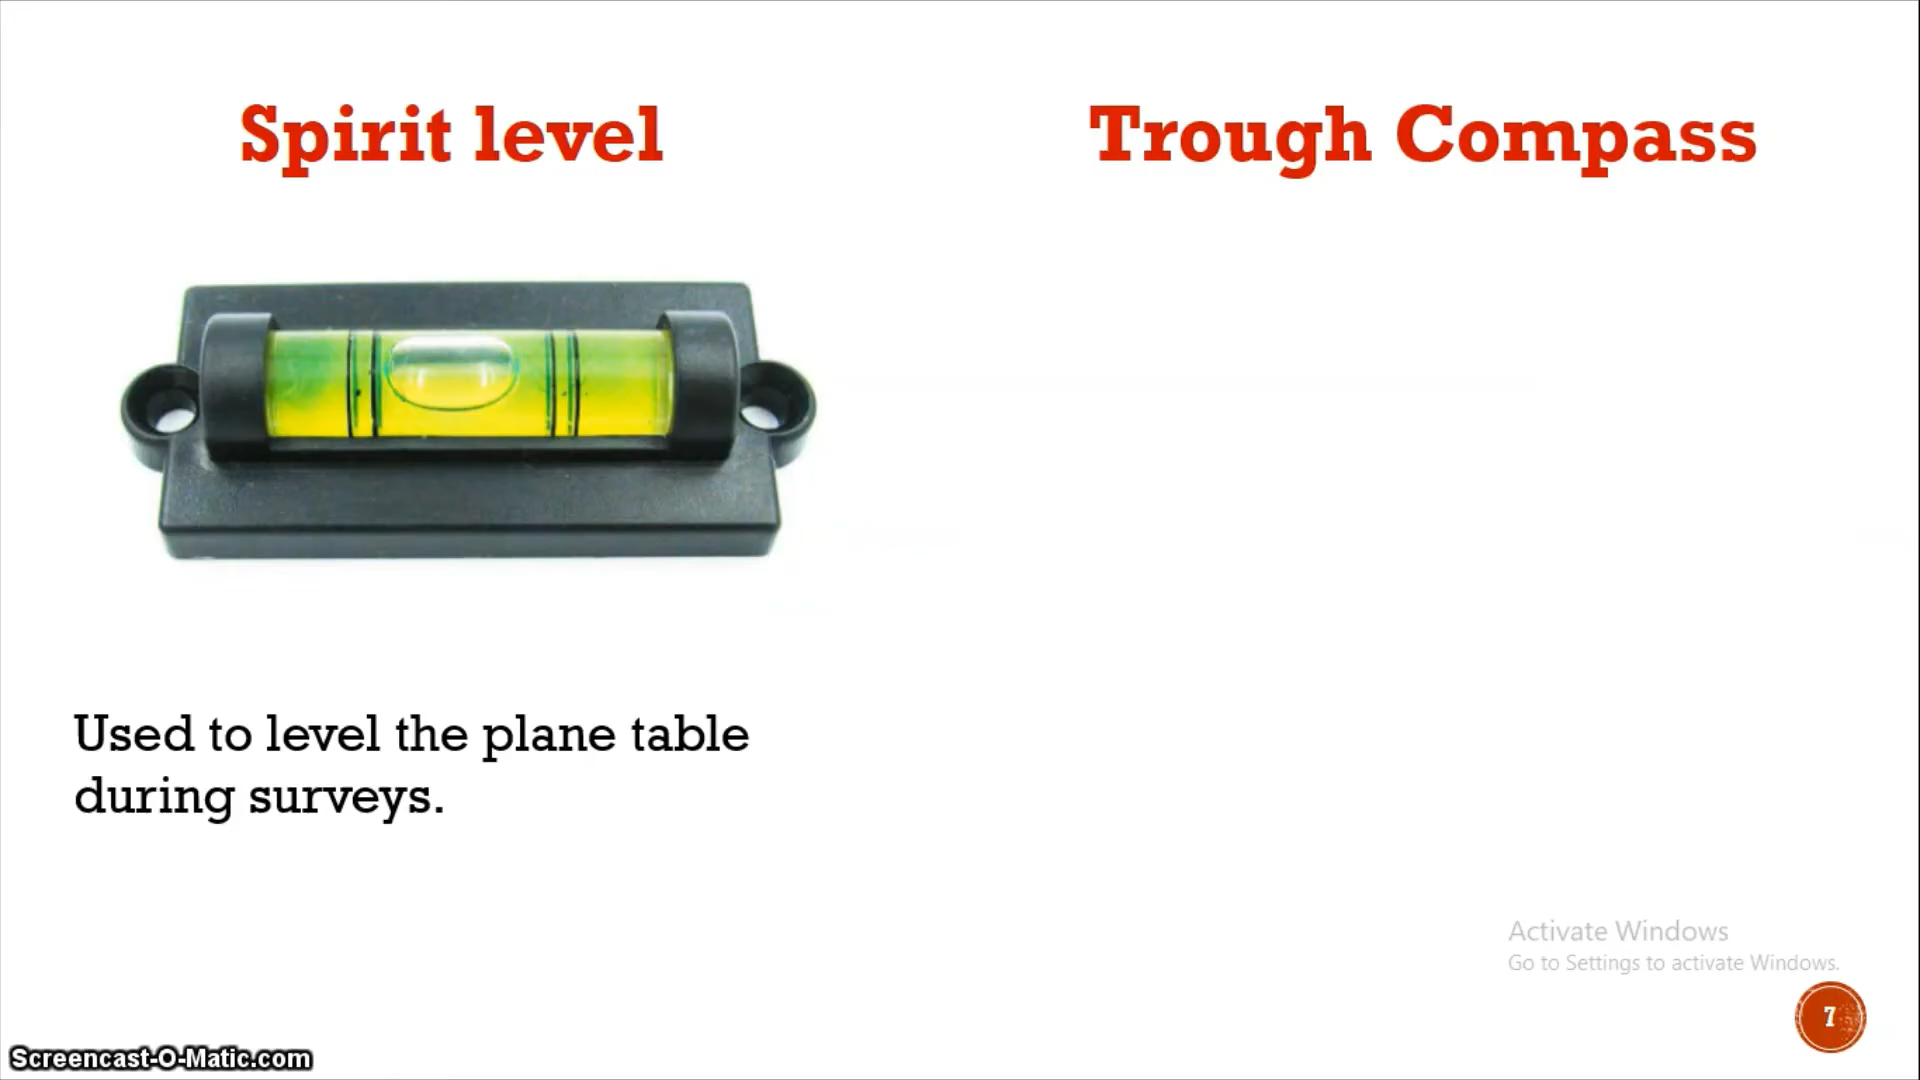 Spirit level
Trough Compass
Used to level the plane table
during surveys.
Activate Windows
Go to Settings to activate Windows.
7
Screencast-O-Matic.com